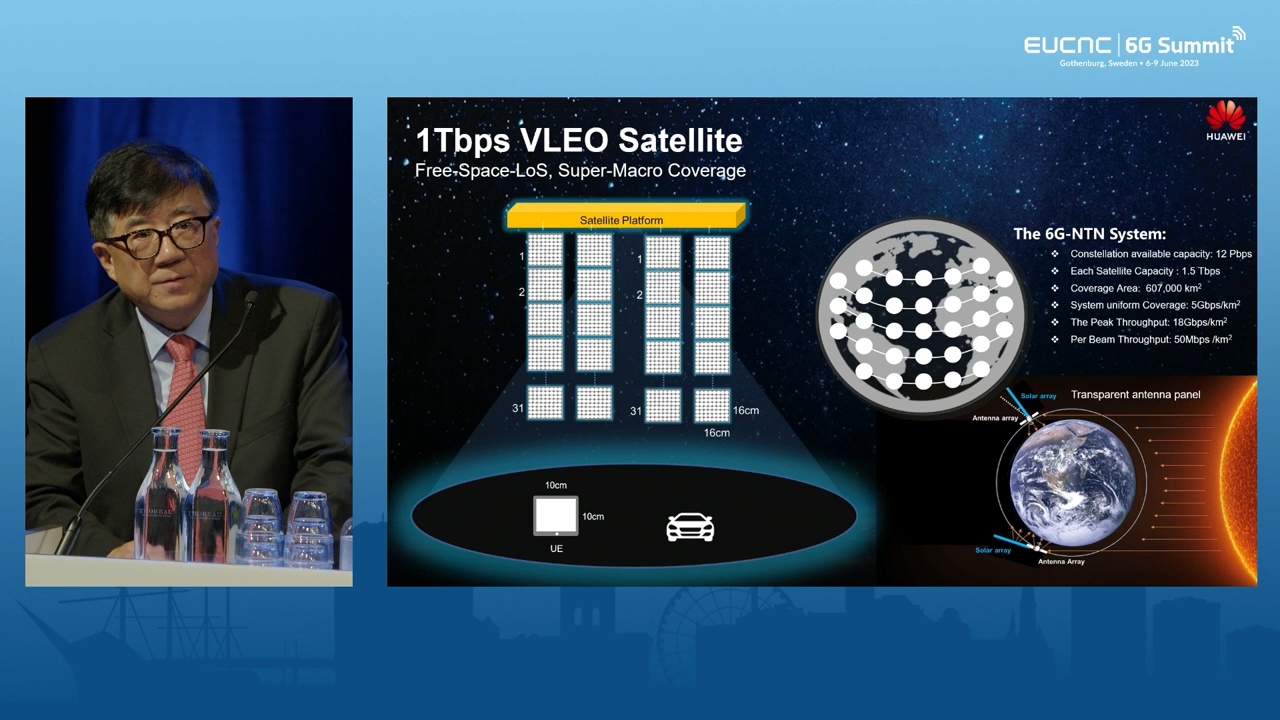 EUCNC | 6G Summit
Gothenburg, Sweden • 6-9 June 2023
HUAWEI
1Tbps VLEO Satellite
Free-Space-LoS, Super-Macro Coverage
Satellite Platform
1
1
2
2
31
31
16cm
16cm
10cm
10cm
UE
The 6G-NTN System:
❖ Constellation available capacity: 12 Pbps
❖ Each Satellite Capacity : 1.5 Tbps
❖ Coverage Area: 607,000 km²
❖ System uniform Coverage: 5Gbps/km²
❖ The Peak Throughput: 18Gbps/km²
❖ Per Beam Throughput: 50Mbps /km²
Transparent antenna panel
Solar array
Antenna array
Solar array
Antenna Array